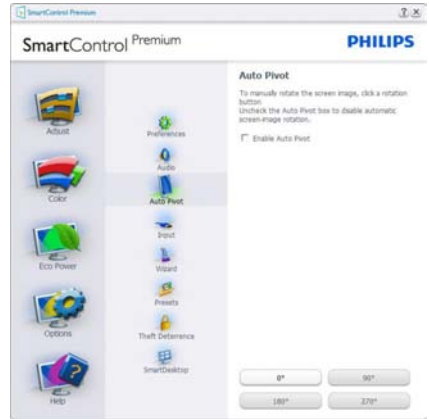 SmartControl Premium
SmartControl Premium
PHILIPS
Adjust
Color
Eco Power
Options
Help
Preferences
Audio
Auto Pivot
Input
Wizard
Presets
Theft Deterrence
SmartDesktop
Auto Pivot
To manually rotate the screen image, click a rotation
button
Uncheck the Auto Pivot box to disable automatic
screen-image rotation.
Enable Auto Pivot
0°
90°
180°
270°